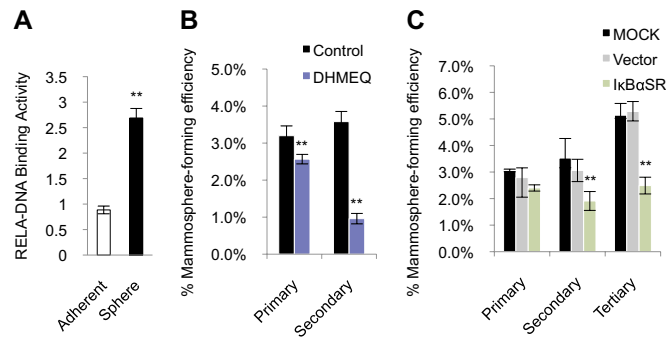 A
RELA-DNA Binding Activity
3.5
3
2.5
2
1.5
1
0.5
0
**
Adherent
Sphere
B
Control
DHMEQ
% Mammosphere-forming efficiency
5.0%
4.0%
3.0%
2.0%
1.0%
0.0%
**
**
Primary
Secondary
C
MOCK
Vector
IκBαSR
% Mammosphere-forming efficiency
7.0%
6.0%
5.0%
4.0%
3.0%
2.0%
1.0%
0.0%
**
**
Primary
Secondary
Tertiary